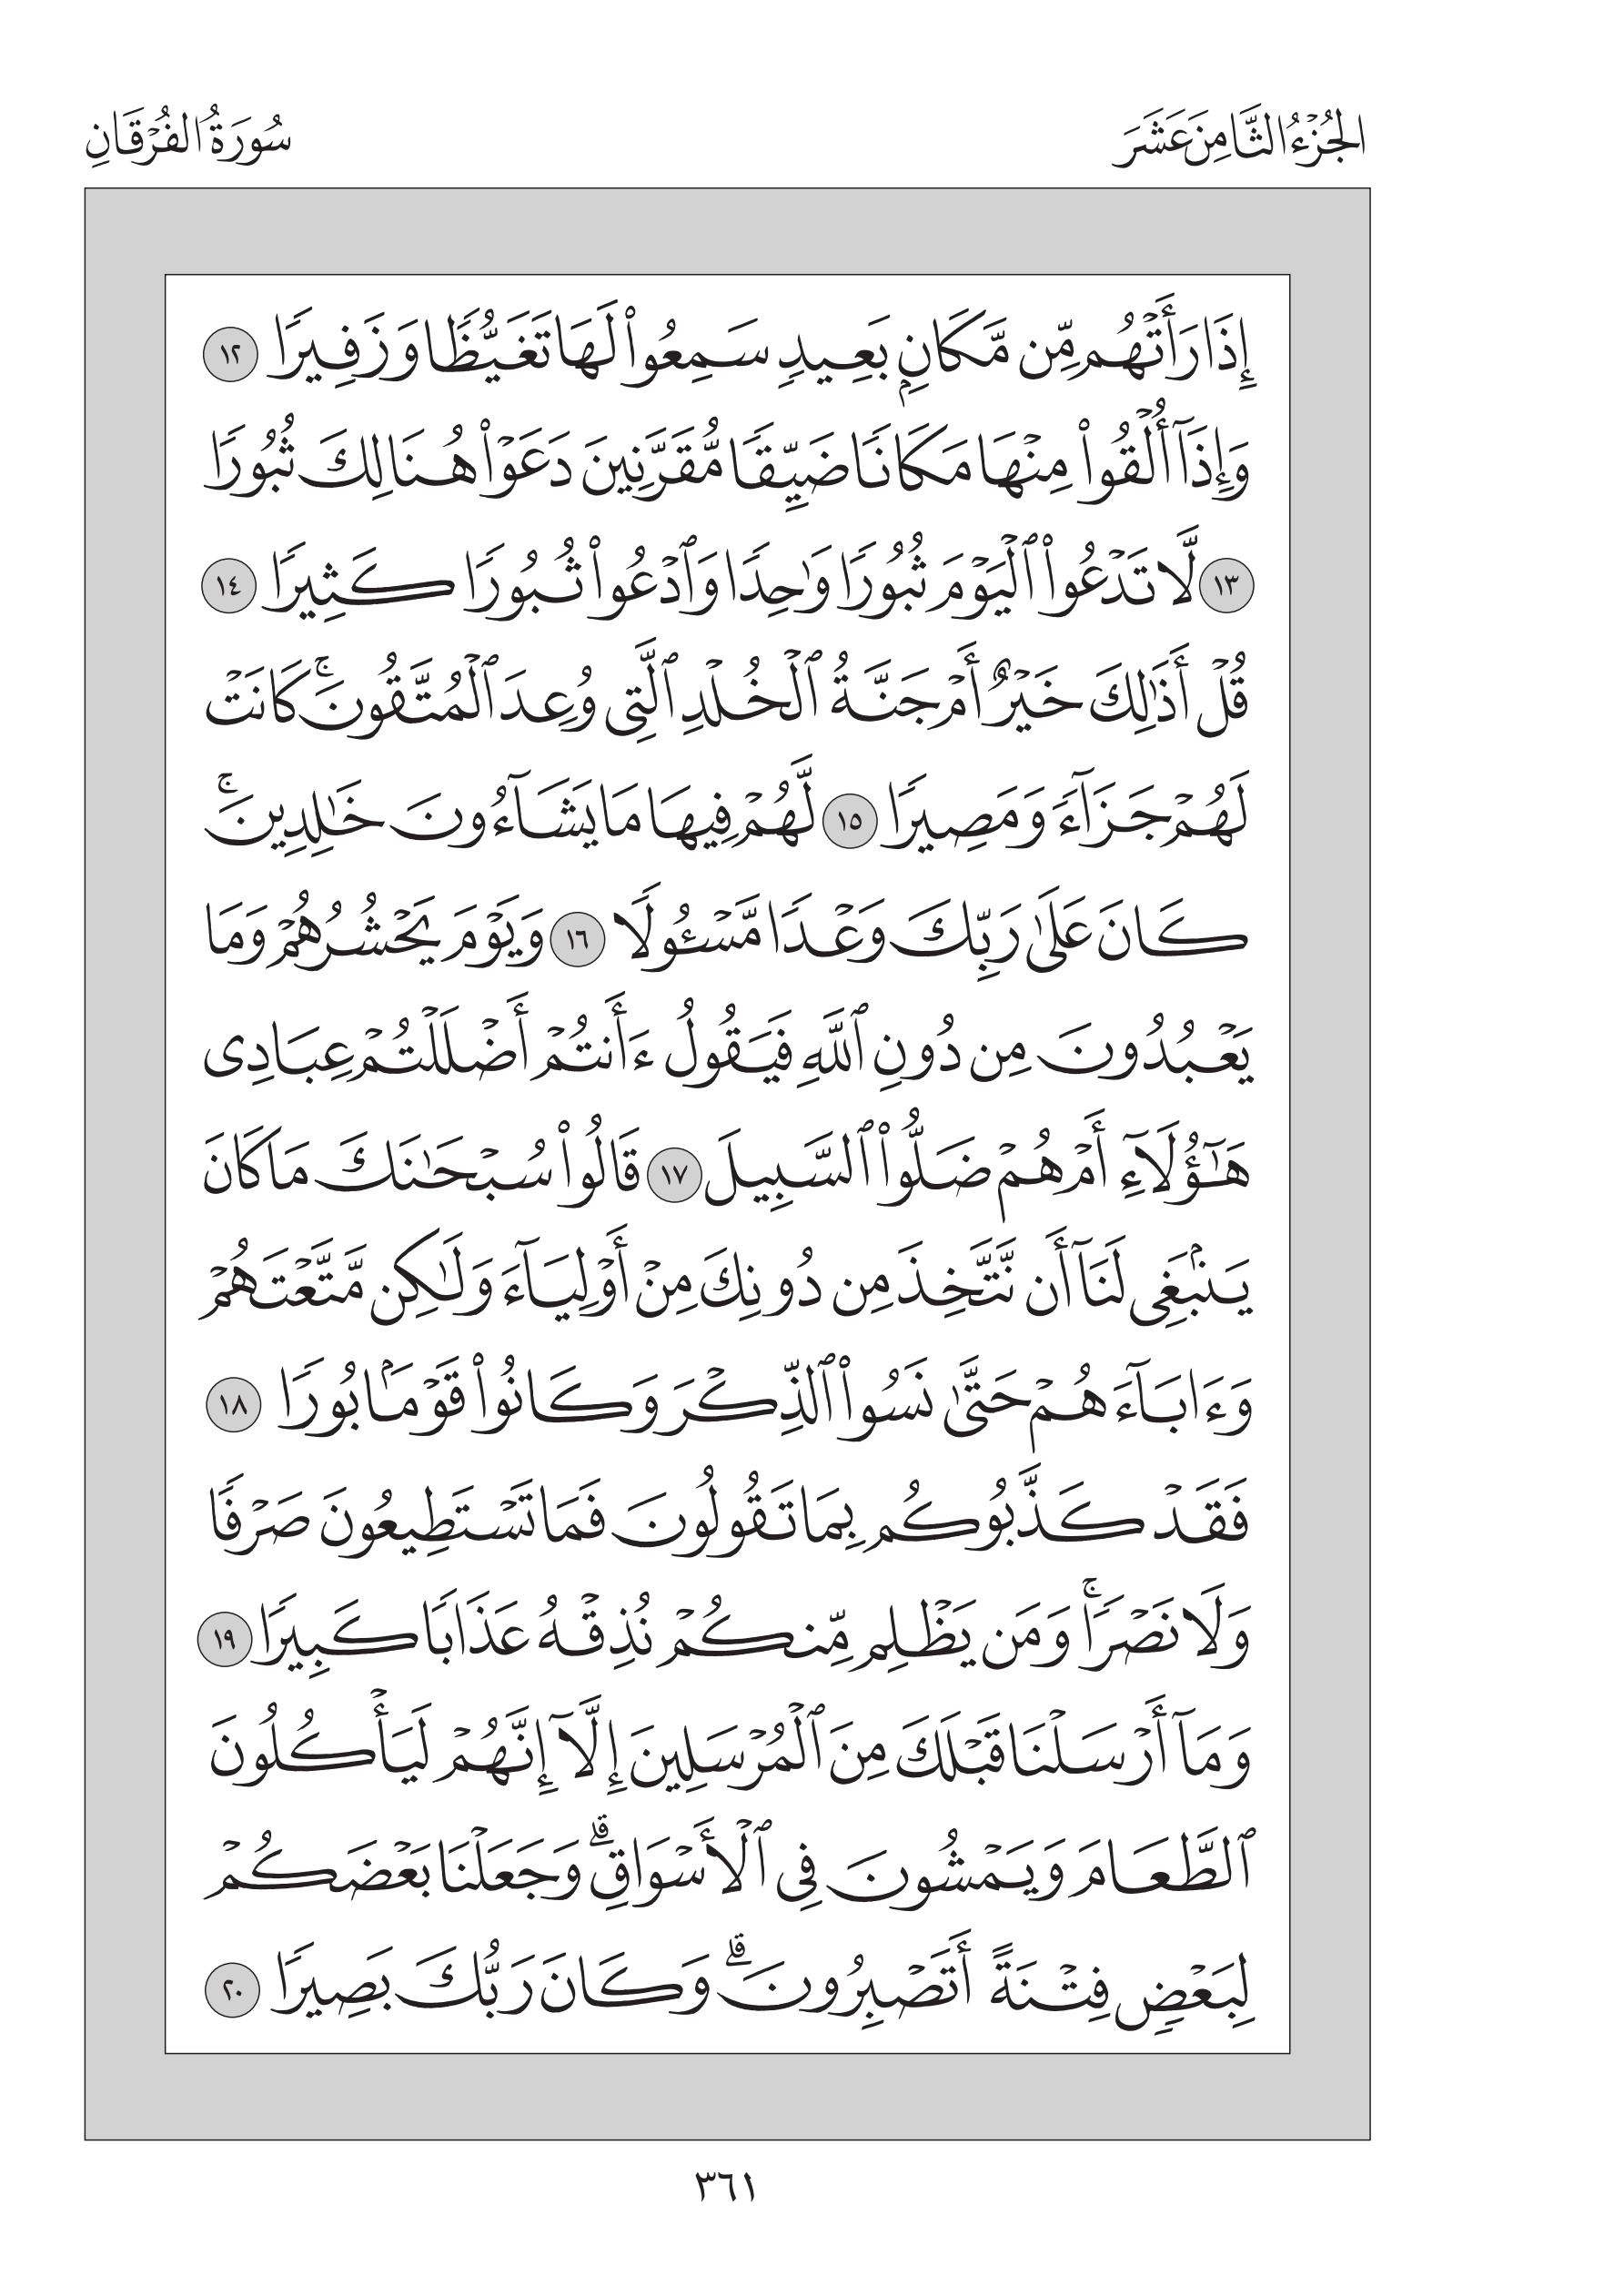 الجُزْءُ الثَّامِنَ عَشَرَ
سُورَةُ الفُرْقَانِ
إِذَا رَأَتْهُم مِّن مَّكَانٍۭ بَعِيدٍ سَمِعُوا۟ لَهَا تَغَيُّظًا وَزَفِيرًا ١٢
وَإِذَآ أُلْقُوا۟ مِنْهَا مَكَانًا ضَيِّقًا مُّقَرَّنِينَ دَعَوْا۟ هُنَالِكَ ثُبُورًا
١٣ لَّا تَدْعُوا۟ ٱلْيَوْمَ ثُبُورًا وَٰحِدًا وَٱدْعُوا۟ ثُبُورًا كَثِيرًا ١٤
قُلْ أَذَٰلِكَ خَيْرٌ أَمْ جَنَّةُ ٱلْخُلْدِ ٱلَّتِى وُعِدَ ٱلْمُتَّقُونَ ۚ كَانَتْ
لَهُمْ جَزَآءً وَمَصِيرًا ١٥ لَّهُمْ فِيهَا مَا يَشَآءُونَ خَٰلِدِينَ ۚ
كَانَ عَلَىٰ رَبِّكَ وَعْدًا مَّسْـُٔولًا ١٦ وَيَوْمَ يَحْشُرُهُمْ وَمَا
يَعْبُدُونَ مِن دُونِ ٱللَّهِ فَيَقُولُ ءَأَنتُمْ أَضْلَلْتُمْ عِبَادِى
هَٰٓؤُلَآءِ أَمْ هُمْ ضَلُّوا۟ ٱلسَّبِيلَ ١٧ قَالُوا۟ سُبْحَٰنَكَ مَا كَانَ
يَنۢبَغِى لَنَآ أَن نَّتَّخِذَ مِن دُونِكَ مِنْ أَوْلِيَآءَ وَلَٰكِن مَّتَّعْتَهُمْ
وَءَابَآءَهُمْ حَتَّىٰ نَسُوا۟ ٱلذِّكْرَ وَكَانُوا۟ قَوْمًۢا بُورًا ١٨
فَقَدْ كَذَّبُوكُم بِمَا تَقُولُونَ فَمَا تَسْتَطِيعُونَ صَرْفًا
وَلَا نَصْرًا ۚ وَمَن يَظْلِم مِّنكُمْ نُذِقْهُ عَذَابًا كَبِيرًا ١٩
وَمَآ أَرْسَلْنَا قَبْلَكَ مِنَ ٱلْمُرْسَلِينَ إِلَّآ إِنَّهُمْ لَيَأْكُلُونَ
ٱلطَّعَامَ وَيَمْشُونَ فِى ٱلْأَسْوَاقِ ۗ وَجَعَلْنَا بَعْضَكُمْ
لِبَعْضٍ فِتْنَةً أَتَصْبِرُونَ ۗ وَكَانَ رَبُّكَ بَصِيرًا ٢٠
٣٦١